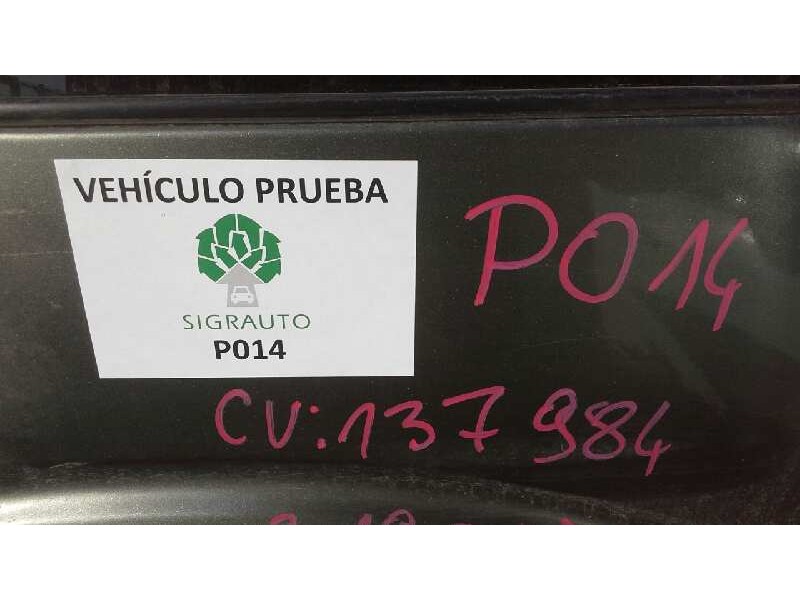 VEHÍCULO PRUEBA
SIGRAUTO
P014
P014
CV:137984